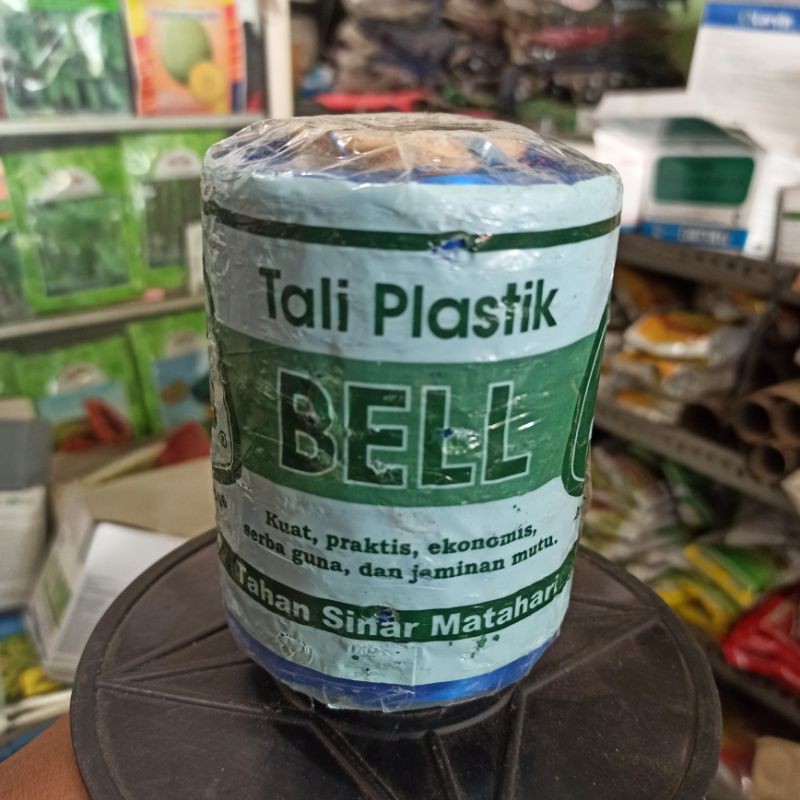 Tali Plastik
BELL
Kuat, praktis, ekonomis,
serba guna, dan jaminan mutu.
Tahan Sinar Matahari